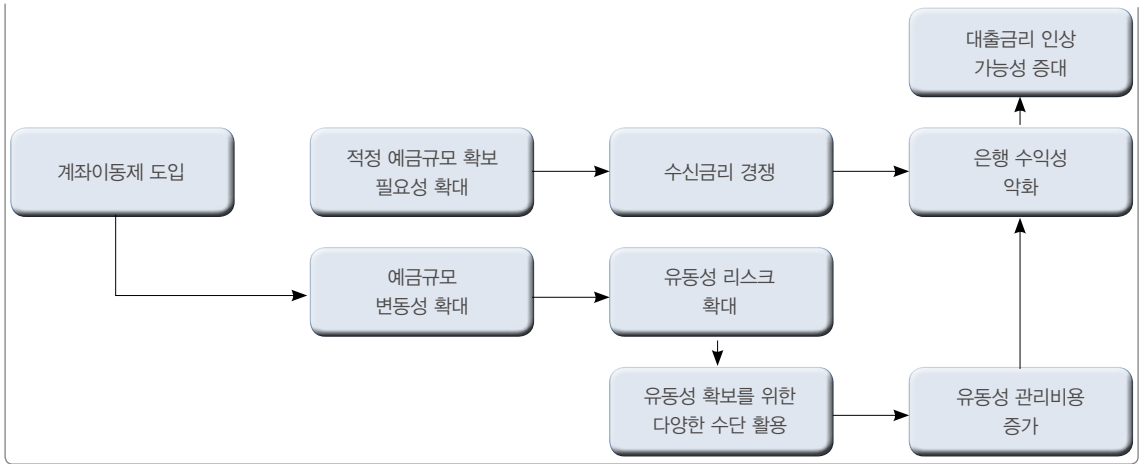 대출금리 인상
가능성 증대
계좌이동제 도입
적정 예금규모 확보
필요성 확대
수신금리 경쟁
은행 수익성
악화
예금규모
변동성 확대
유동성 리스크
확대
유동성 확보를 위한
다양한 수단 활용
유동성 관리비용
증가